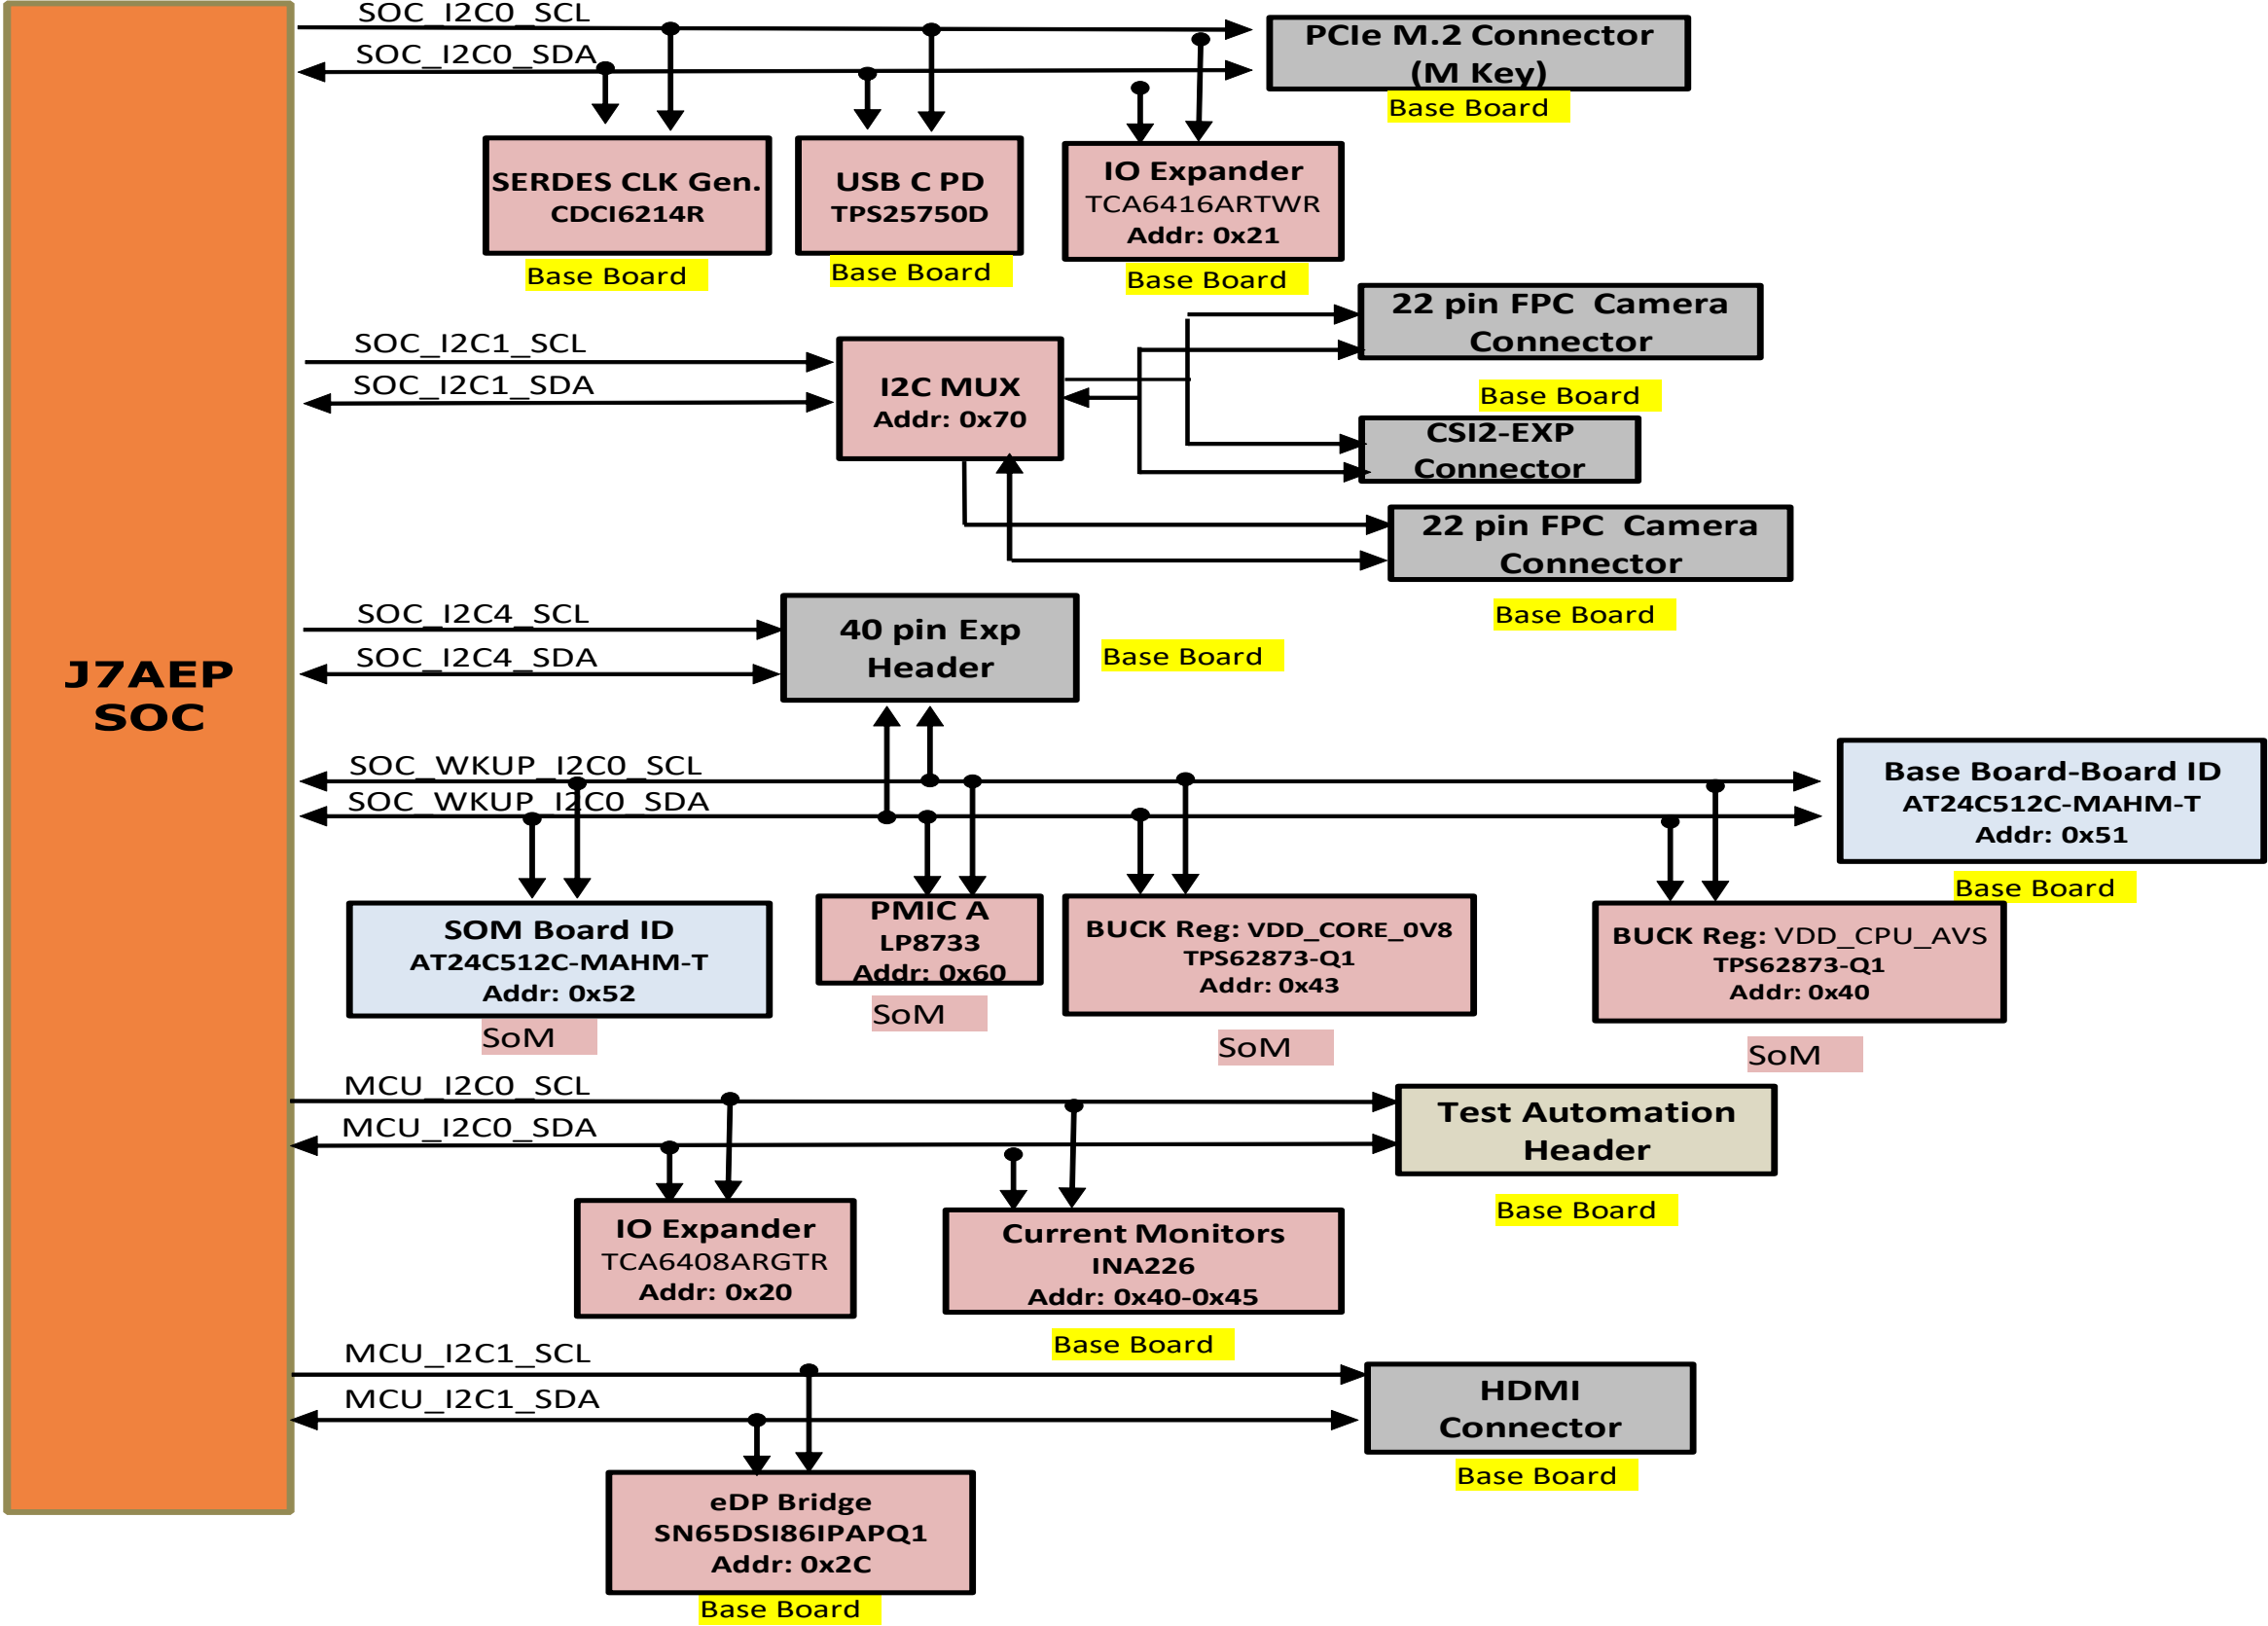 J7AEP
SOC
SOC_I2C0_SCL
SOC_I2C0_SDA
PCIe M.2 Connector
(M Key)
Base Board
SERDES CLK Gen.
CDCI6214R
Base Board
USB C PD
TPS25750D
Base Board
IO Expander
TCA6416ARTWR
Addr: 0x21
Base Board
SOC_I2C1_SCL
SOC_I2C1_SDA
I2C MUX
Addr: 0x70
22 pin FPC  Camera
Connector
Base Board
CSI2-EXP
Connector
22 pin FPC  Camera
Connector
Base Board
SOC_I2C4_SCL
SOC_I2C4_SDA
40 pin Exp
Header
Base Board
SOC_WKUP_I2C0_SCL
SOC_WKUP_I2C0_SDA
Base Board-Board ID
AT24C512C-MAHM-T
Addr: 0x51
Base Board
SOM Board ID
AT24C512C-MAHM-T
Addr: 0x52
SoM
PMIC A
LP8733
Addr: 0x60
SoM
BUCK Reg: VDD_CORE_0V8
TPS62873-Q1
Addr: 0x43
SoM
BUCK Reg: VDD_CPU_AVS
TPS62873-Q1
Addr: 0x40
SoM
MCU_I2C0_SCL
MCU_I2C0_SDA
Test Automation
Header
Base Board
IO Expander
TCA6408ARGTR
Addr: 0x20
Current Monitors
INA226
Addr: 0x40-0x45
Base Board
MCU_I2C1_SCL
MCU_I2C1_SDA
HDMI
Connector
Base Board
eDP Bridge
SN65DSI86IPAPQ1
Addr: 0x2C
Base Board